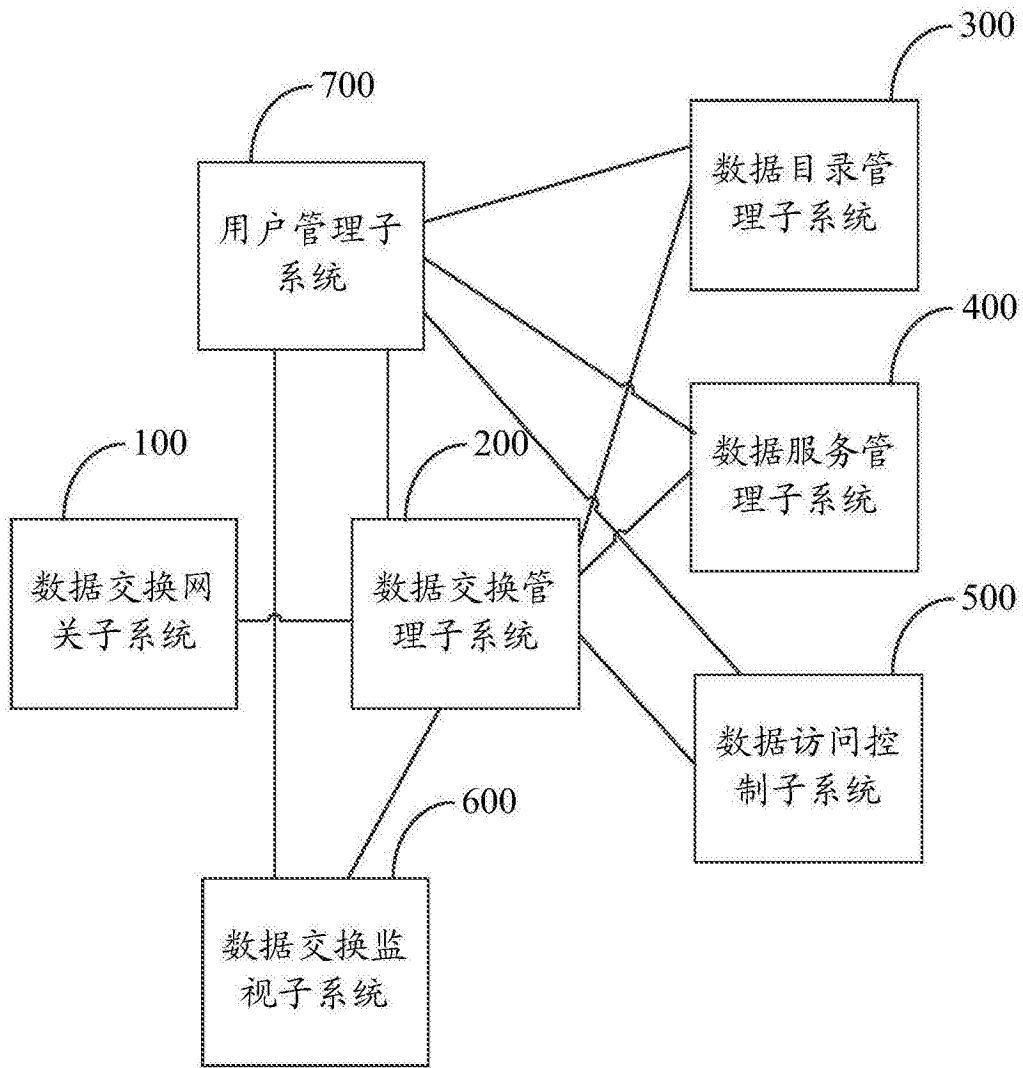 300
700
数据目录管
理子系统
用户管理子
系统
400
100
200
数据服务管
理子系统
数据交换网
关子系统
数据交换管
理子系统
500
数据访问控
制子系统
600
数据交换监
视子系统